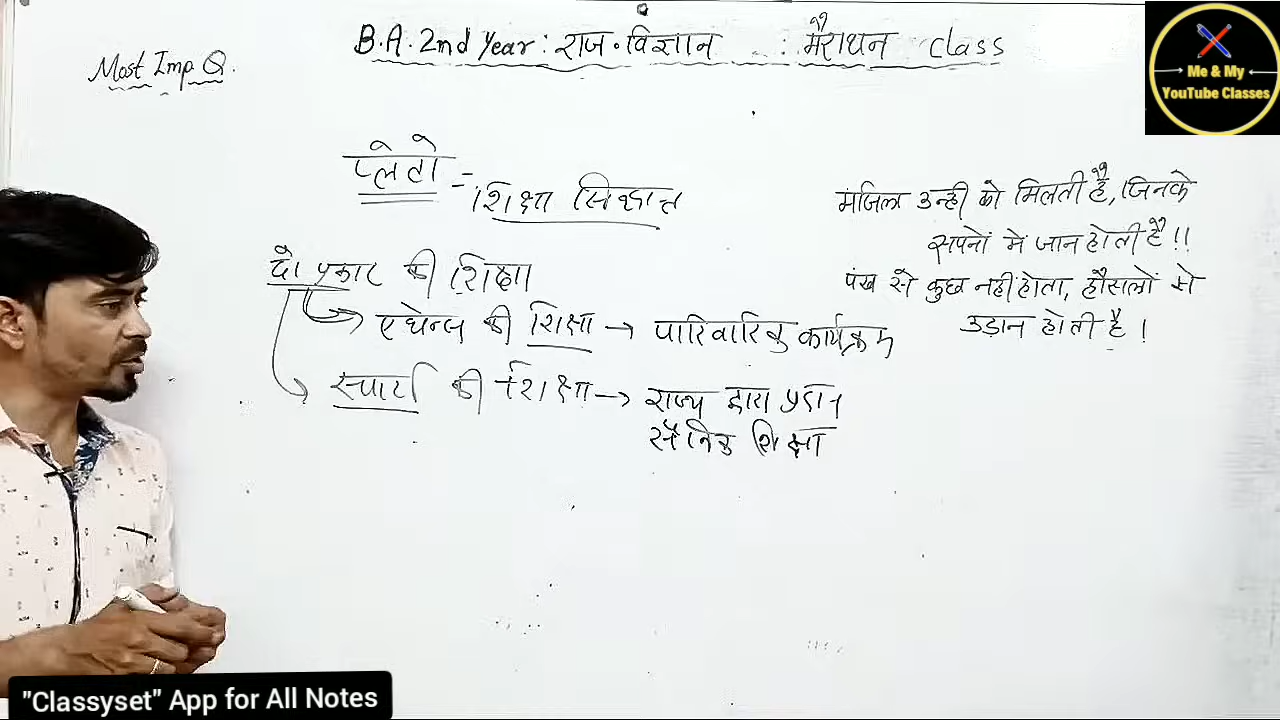 B.A. 2nd Year : राज. विज्ञान : मैराथन class
Most Imp Q.
Me & My
YouTube Classes
प्लेटो = शिक्षा सिद्धान्त
मंजिल उन्ही को मिलती है, जिनके
सपनों में जान होती है !!
पंख से कुछ नहीं होता, हौसलों से
उड़ान होती है !
दो प्रकार की शिक्षा
एथेन्स की शिक्षा → पारिवारिक कार्यक्रम
स्पार्टा की शिक्षा → राज्य द्वारा प्रदान
सैनिक शिक्षा
"Classyset" App for All Notes